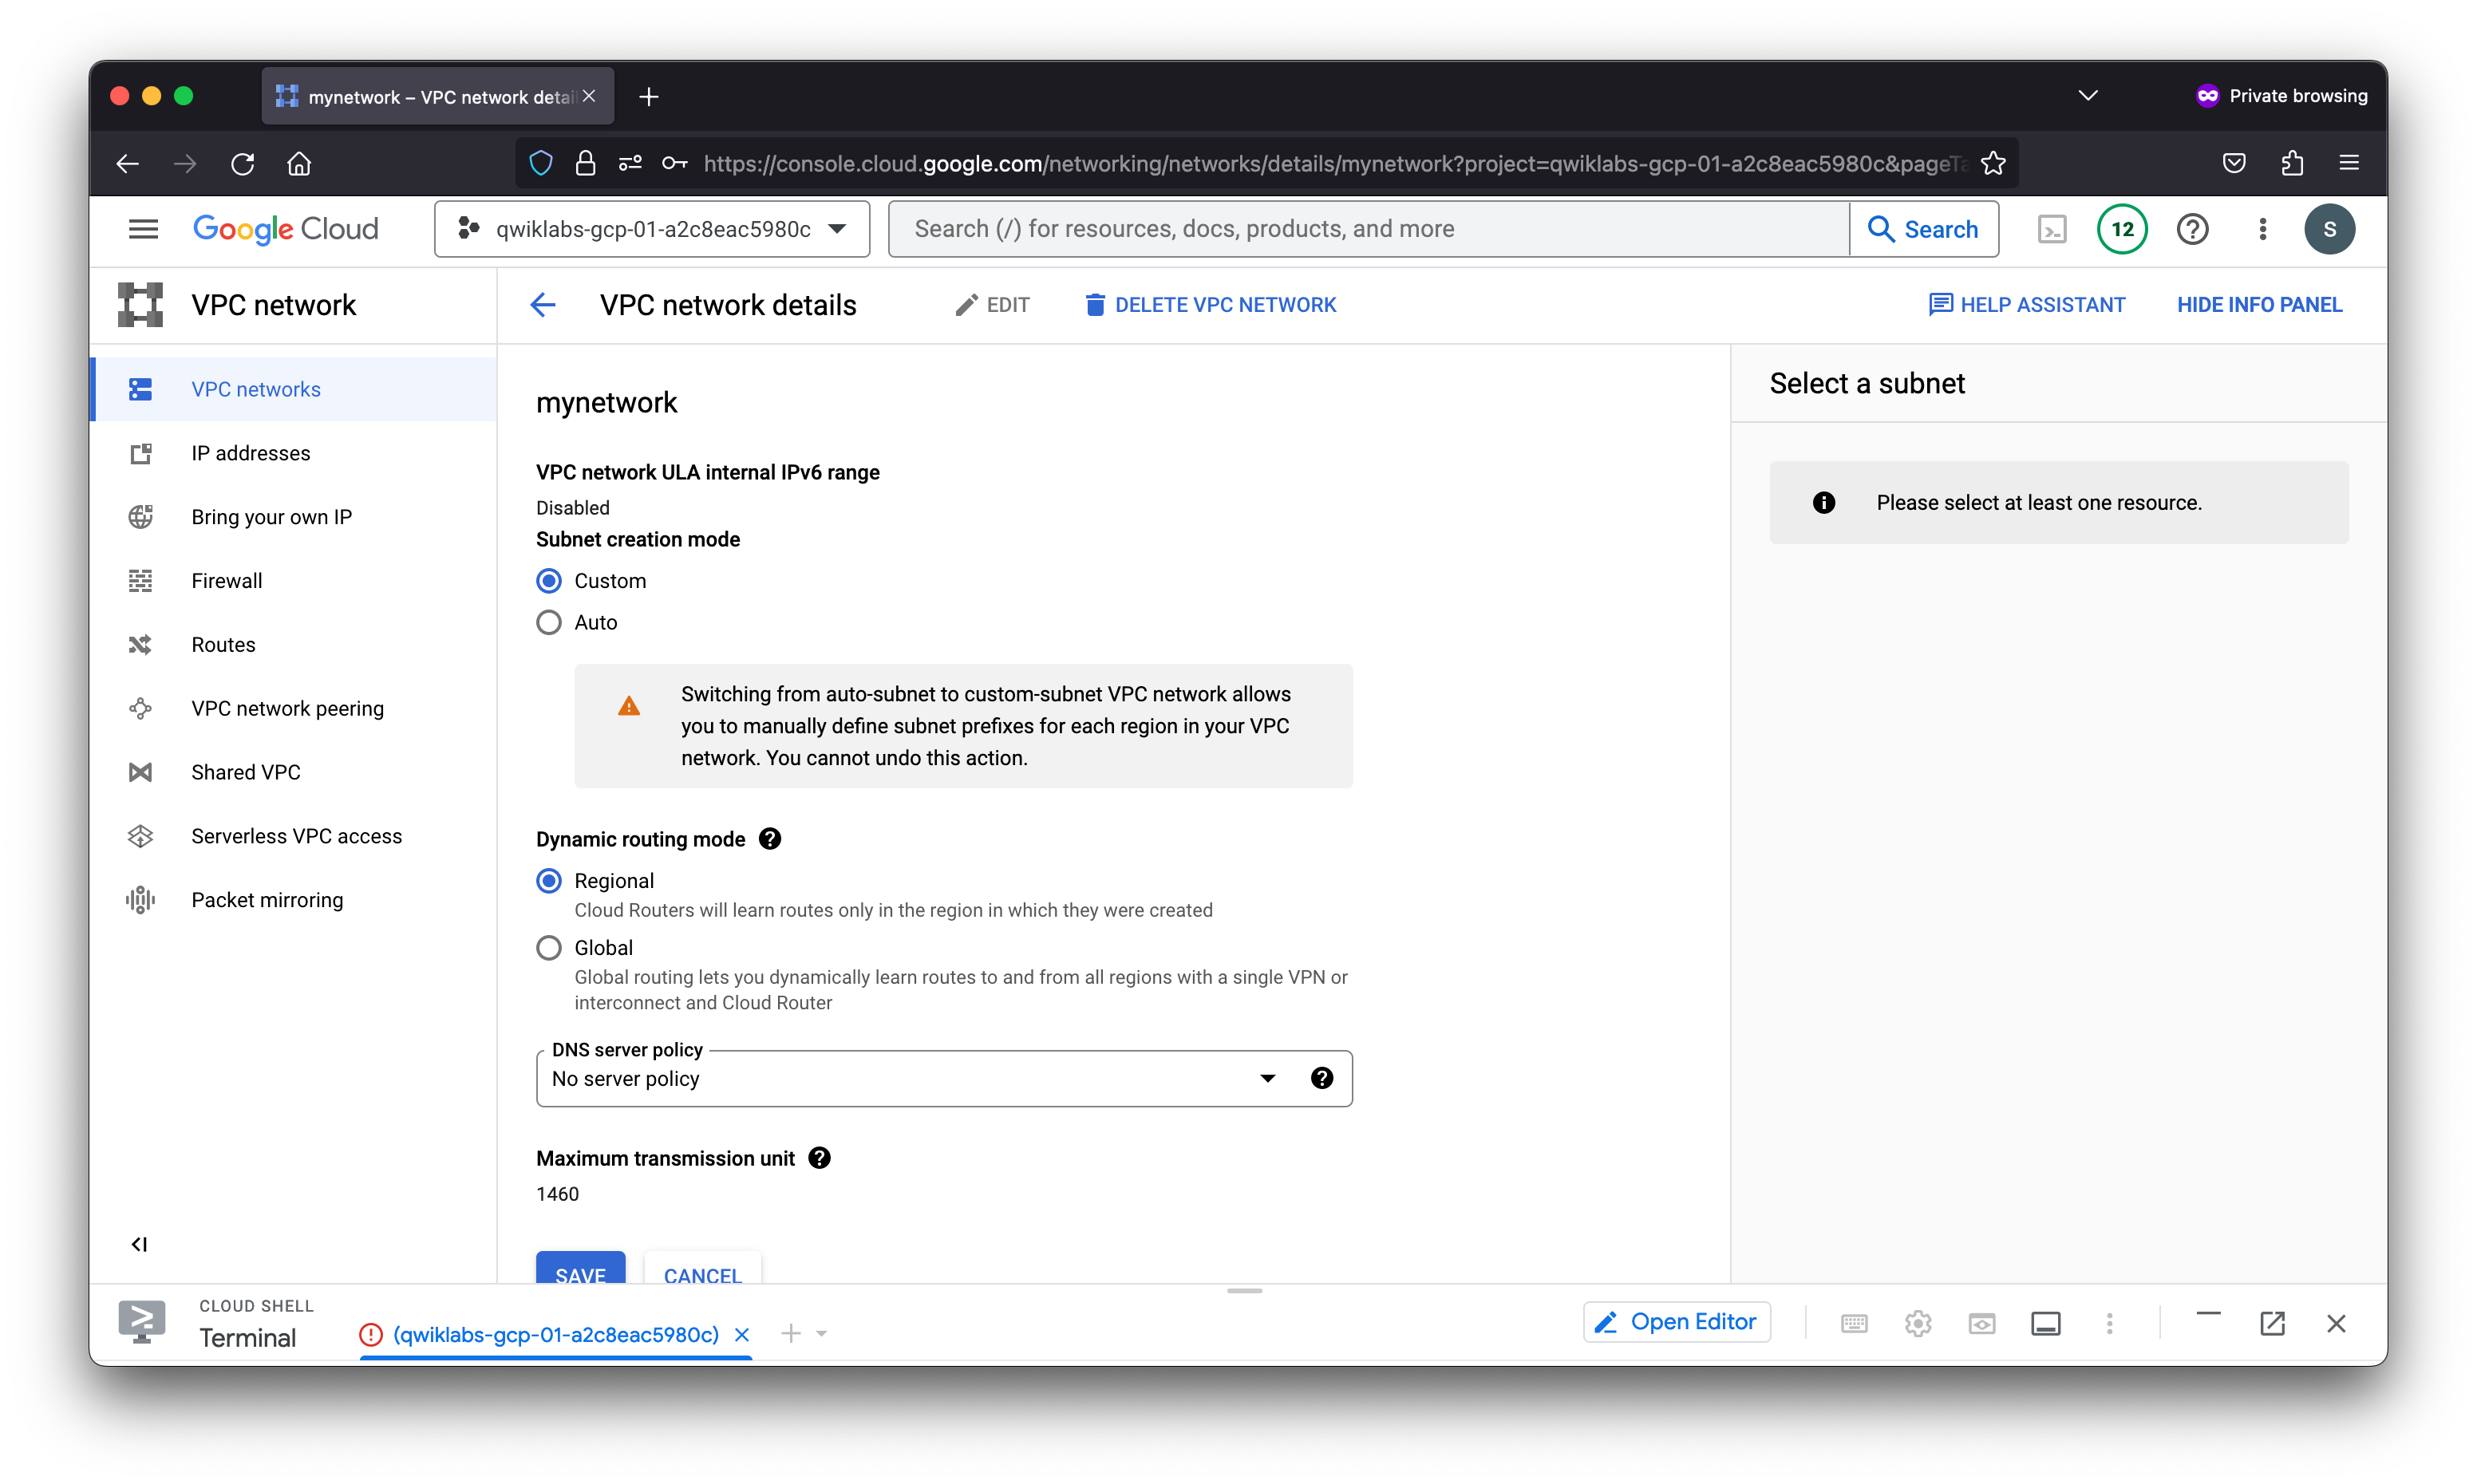 mynetwork – VPC network detail
Private browsing
https://console.cloud.google.com/networking/networks/details/mynetwork?project=qwiklabs-gcp-01-a2c8eac5980c&pageTa
Google Cloud
qwiklabs-gcp-01-a2c8eac5980c
Search (/) for resources, docs, products, and more
Search
12
S
VPC network
VPC network details
EDIT
DELETE VPC NETWORK
HELP ASSISTANT
HIDE INFO PANEL
VPC networks
IP addresses
Bring your own IP
Firewall
Routes
VPC network peering
Shared VPC
Serverless VPC access
Packet mirroring
mynetwork
VPC network ULA internal IPv6 range
Disabled
Subnet creation mode
Custom
Auto
Switching from auto-subnet to custom-subnet VPC network allows
you to manually define subnet prefixes for each region in your VPC
network. You cannot undo this action.
Dynamic routing mode
Regional
Cloud Routers will learn routes only in the region in which they were created
Global
Global routing lets you dynamically learn routes to and from all regions with a single VPN or
interconnect and Cloud Router
DNS server policy
No server policy
Maximum transmission unit
1460
SAVE
CANCEL
Select a subnet
Please select at least one resource.
CLOUD SHELL
Terminal
(qwiklabs-gcp-01-a2c8eac5980c)
Open Editor